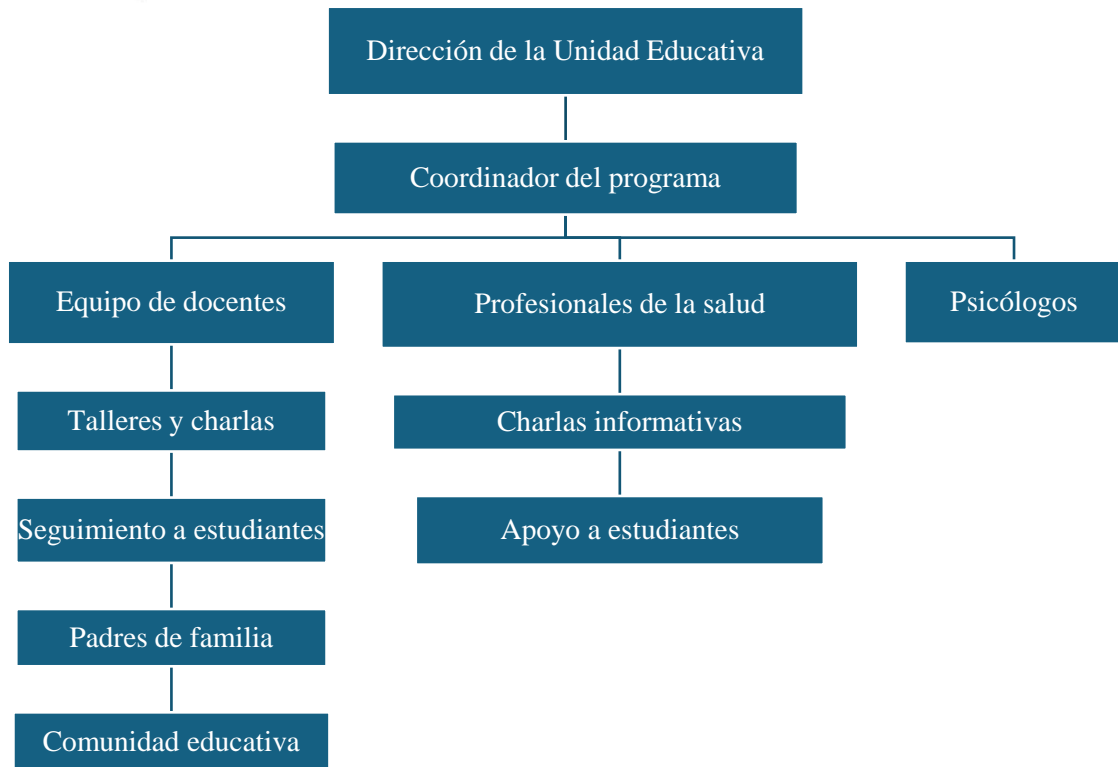 Dirección de la Unidad Educativa
Coordinador del programa
Equipo de docentes
Profesionales de la salud
Psicólogos
Talleres y charlas
Charlas informativas
Seguimiento a estudiantes
Apoyo a estudiantes
Padres de familia
Comunidad educativa